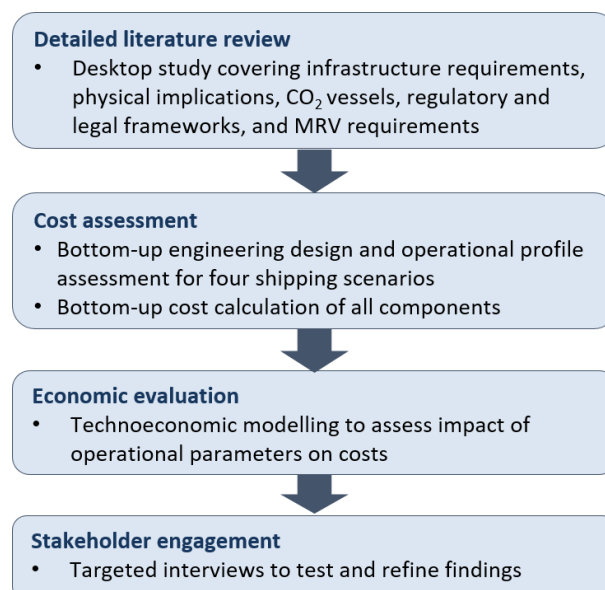 Detailed literature review
• Desktop study covering infrastructure requirements,
physical implications, CO₂ vessels, regulatory and
legal frameworks, and MRV requirements
Cost assessment
• Bottom-up engineering design and operational profile
assessment for four shipping scenarios
• Bottom-up cost calculation of all components
Economic evaluation
• Technoeconomic modelling to assess impact of
operational parameters on costs
Stakeholder engagement
• Targeted interviews to test and refine findings